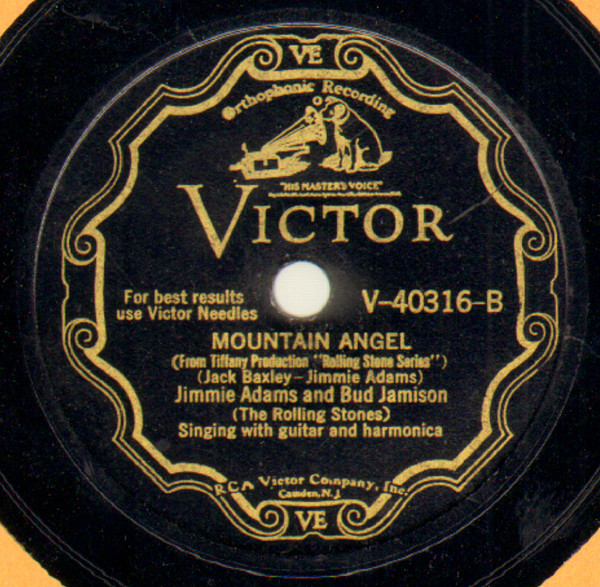 VE
Orthophonic Recording
"HIS MASTER'S VOICE"
VICTOR
For best results
use Victor Needles
V-40316-B
MOUNTAIN ANGEL
(From Tiffany Production "Rolling Stone Series")
(Jack Baxley-Jimmie Adams)
Jimmie Adams and Bud Jamison
(The Rolling Stones)
Singing with guitar and harmonica
RCA Victor Company, Inc.
Camden, N.J.
VE